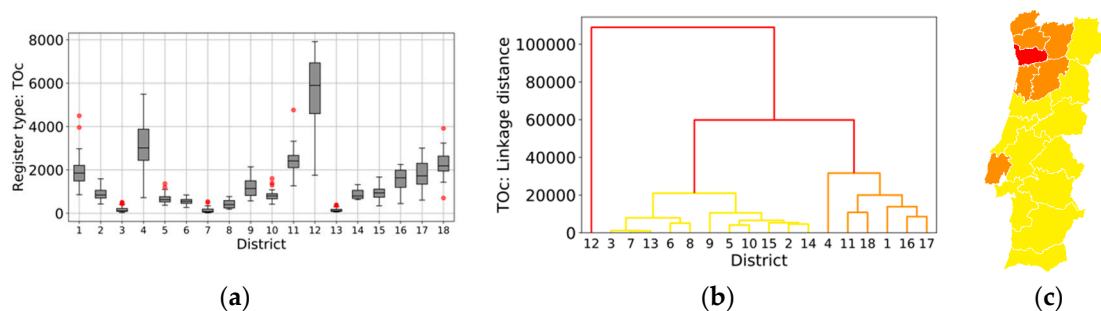 8000
6000
4000
2000
0
Register type: TOc
1 2 3 4 5 6 7 8 9 10 11 12 13 14 15 16 17 18
District
(a)
100000
80000
60000
40000
20000
0
TOc: Linkage distance
12 3 7 13 6 8 9 5 10 15 2 14 4 11 18 1 16 17
District
(b)
(c)